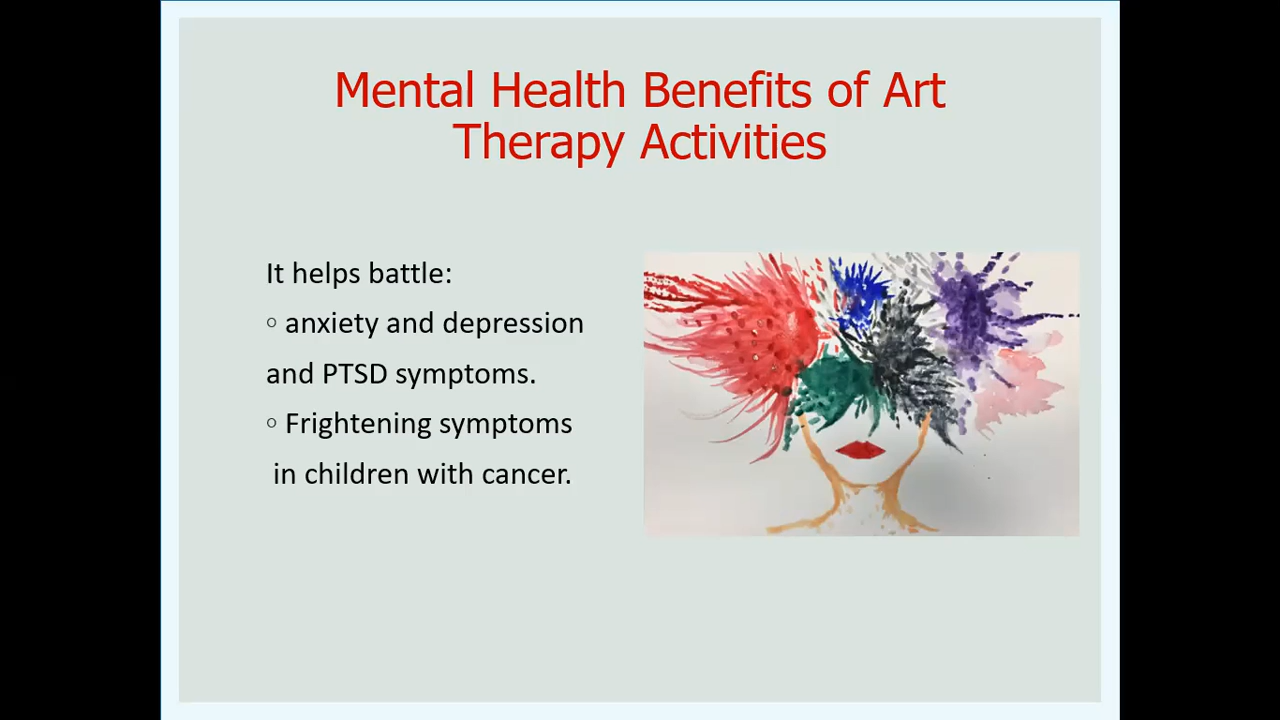 Mental Health Benefits of Art
Therapy Activities
It helps battle:
◦ anxiety and depression
and PTSD symptoms.
◦ Frightening symptoms
in children with cancer.